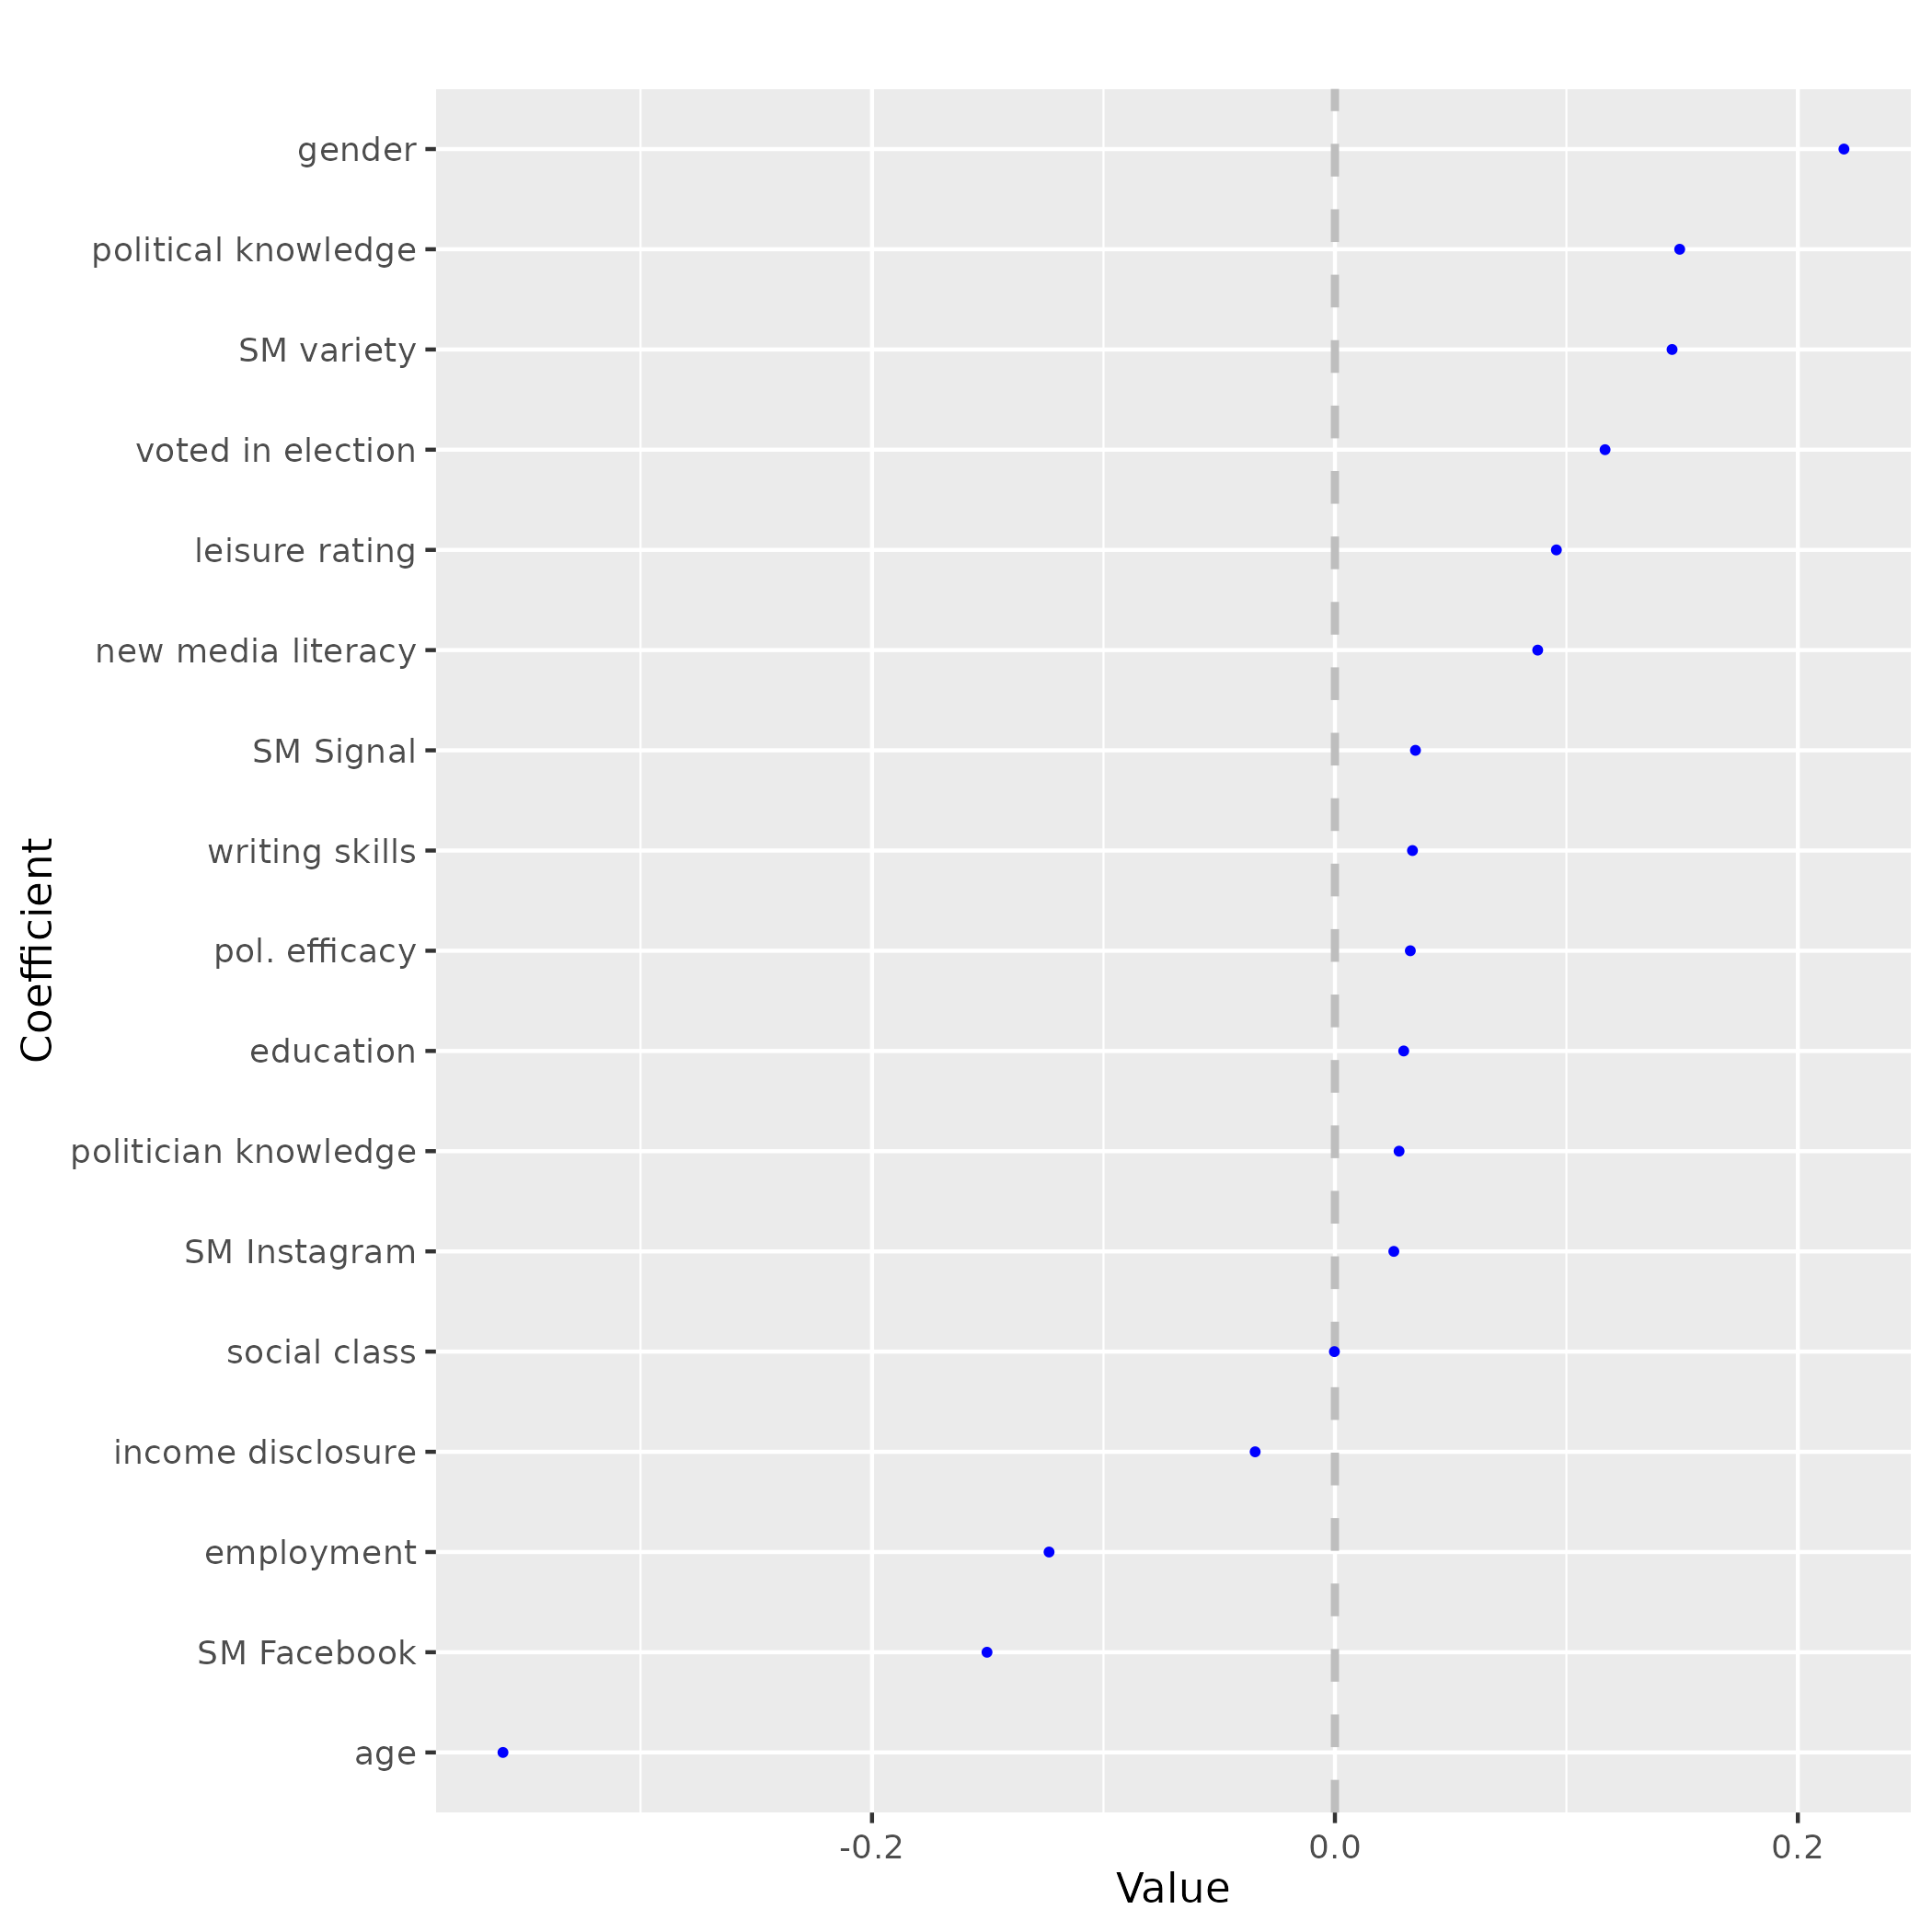 gender
political knowledge
SM variety
voted in election
leisure rating
new media literacy
SM Signal
writing skills
pol. efficacy
education
politician knowledge
SM Instagram
social class
income disclosure
employment
SM Facebook
age
Coefficient
-0.2 0.0 0.2
Value